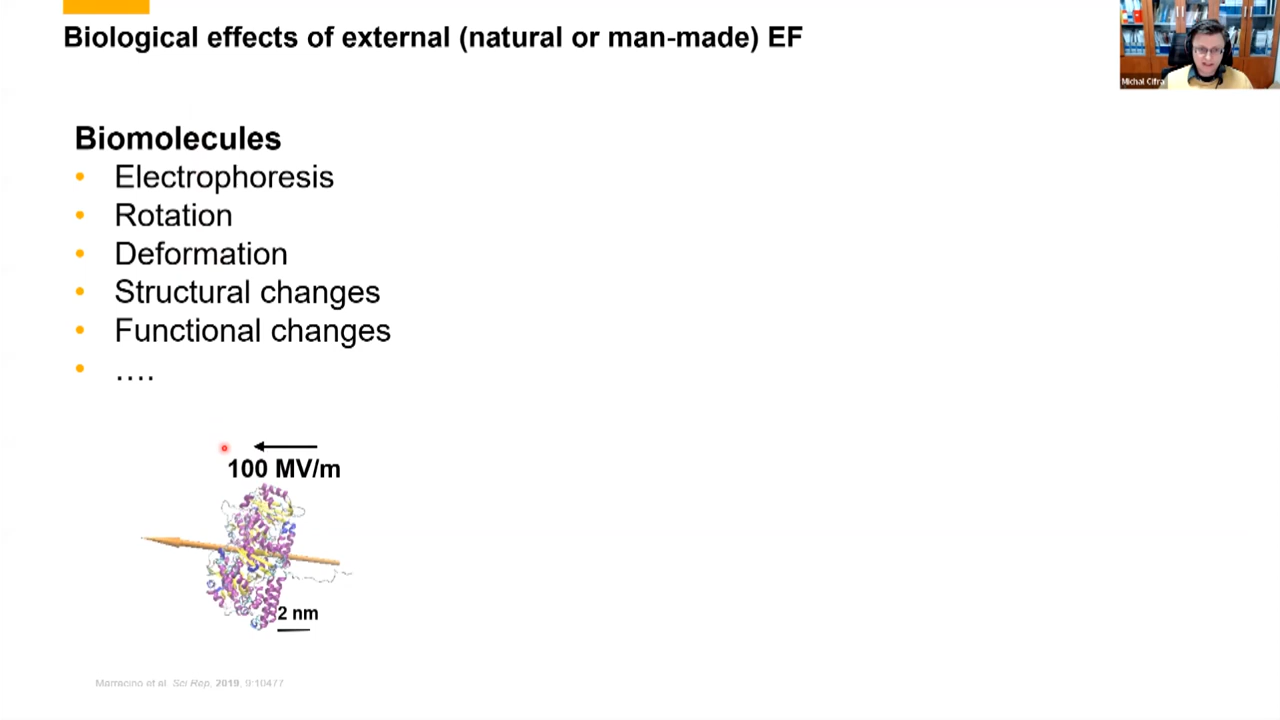 Biological effects of external (natural or man-made) EF
Michal Cifra
Biomolecules
• Electrophoresis
• Rotation
• Deformation
• Structural changes
• Functional changes
• ….
100 MV/m
2 nm
Marracino et al. Sci Rep, 2019, 9:10477